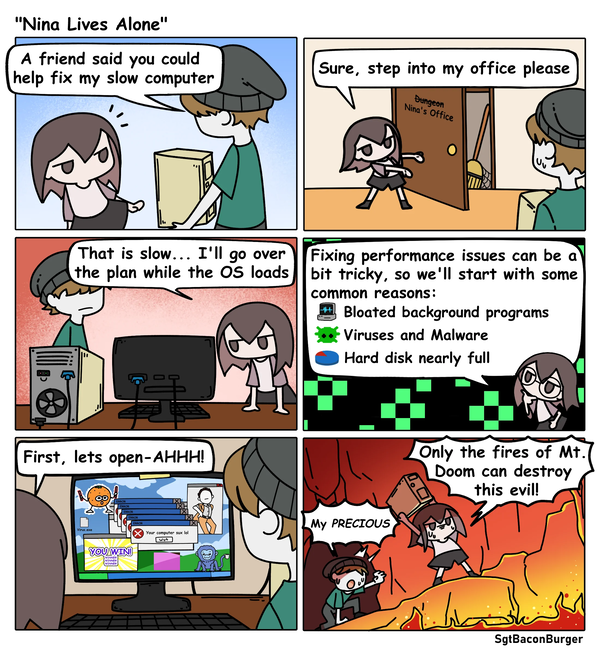 "Nina Lives Alone"
A friend said you could
help fix my slow computer
Sure, step into my office please
Dungeon
Nina's Office
That is slow... I'll go over
the plan while the OS loads
Fixing performance issues can be a
bit tricky, so we'll start with some
common reasons:
Bloated background programs
Viruses and Malware
Hard disk nearly full
First, lets open-AHHH!
Your computer sus lol
YOU WIN!
Only the fires of Mt.
Doom can destroy
this evil!
My PRECIOUS
SgtBaconBurger